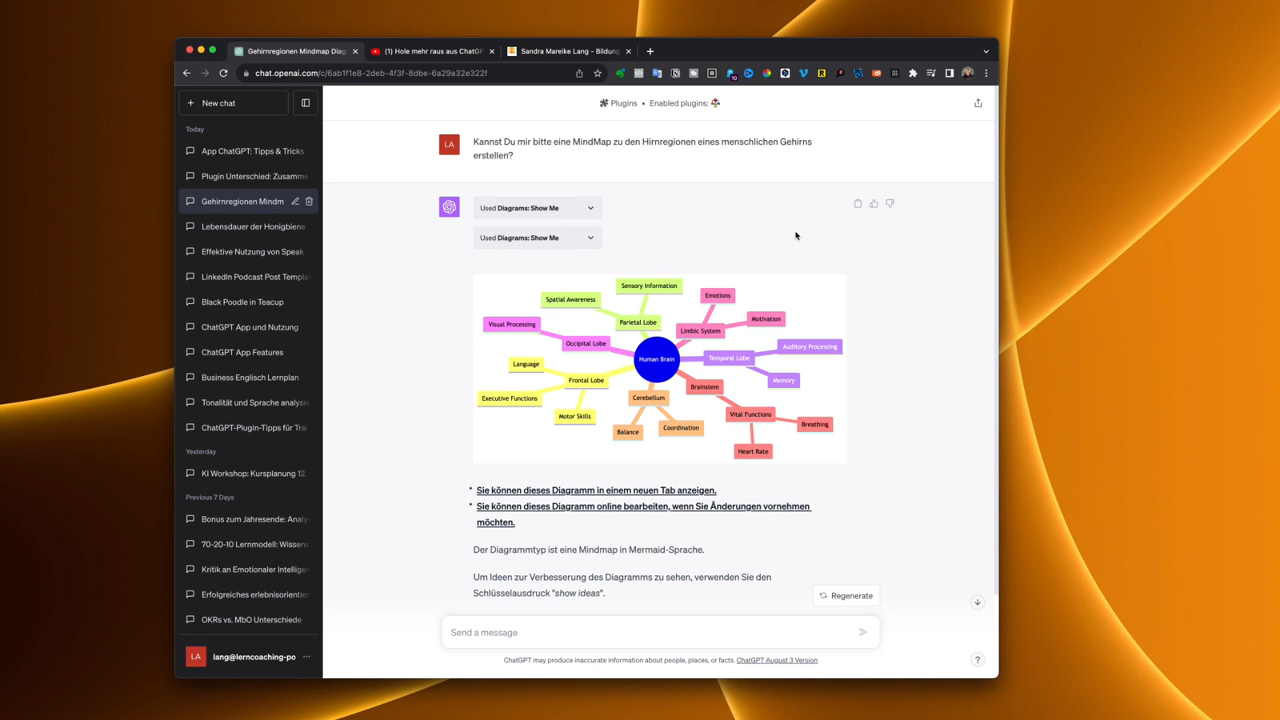 Gehirnregionen Mindmap Diag
(1) Hole mehr raus aus ChatGP
Sandra Mareike Lang - Bildung
chat.openai.com/c/6ab1f1e8-2deb-4f3f-8dbe-6a29a32e322f
10
New chat
Plugins • Enabled plugins:
Today
App ChatGPT: Tipps & Tricks
Plugin Unterschied: Zusamme
Gehirnregionen Mindm
Lebensdauer der Honigbiene
Effektive Nutzung von Speak
LinkedIn Podcast Post Templa
Black Poodle in Teacup
ChatGPT App und Nutzung
ChatGPT App Features
Business Englisch Lernplan
Tonalität und Sprache analysie
ChatGPT-Plugin-Tipps für Trai
Yesterday
KI Workshop: Kursplanung 12.
Previous 7 Days
Bonus zum Jahresende: Analy
70-20-10 Lernmodell: Wissen
Kritik an Emotionaler Intelliger
Erfolgreiches erlebnisorientier
OKRs vs. MbO Unterschiede
LA
lang@lerncoaching-po
LA
Kannst Du mir bitte eine MindMap zu den Hirnregionen eines menschlichen Gehirns
erstellen?
Used Diagrams: Show Me
Used Diagrams: Show Me
Sensory Information
Emotions
Spatial Awareness
Motivation
Visual Processing
Parietal Lobe
Limbic System
Occipital Lobe
Auditory Processing
Human Brain
Temporal Lobe
Language
Frontal Lobe
Memory
Brainstem
Executive Functions
Cerebellum
Motor Skills
Vital Functions
Breathing
Balance
Coordination
Heart Rate
• Sie können dieses Diagramm in einem neuen Tab anzeigen.
• Sie können dieses Diagramm online bearbeiten, wenn Sie Änderungen vornehmen
möchten.
Der Diagrammtyp ist eine Mindmap in Mermaid-Sprache.
Um Ideen zur Verbesserung des Diagramms zu sehen, verwenden Sie den
Schlüsselausdruck "show ideas".
Regenerate
Send a message
ChatGPT may produce inaccurate information about people, places, or facts. ChatGPT August 3 Version
?